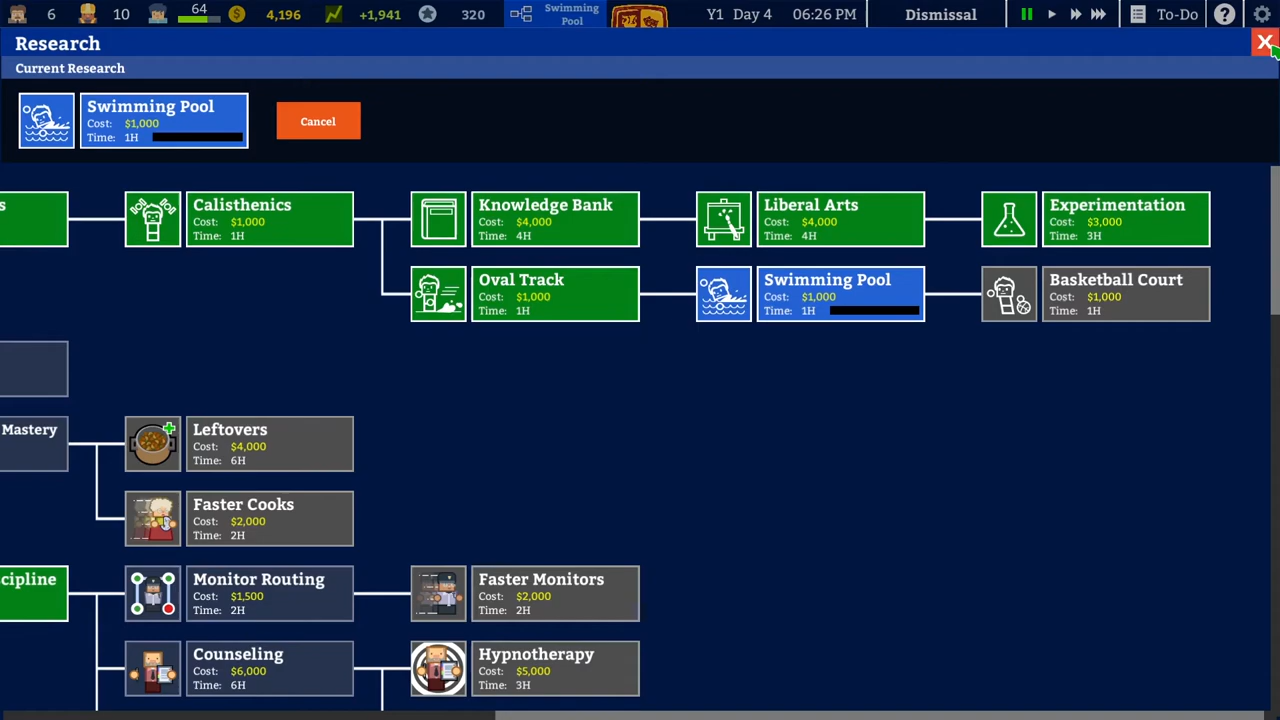 6 10 64 4,196 +1,941 320 Swimming Pool Y1 Day 4 06:26 PM Dismissal To-Do ?
Research
X
Current Research
Swimming Pool
Cost: $1,000
Time: 1H
Cancel
s
Calisthenics
Cost: $1,000
Time: 1H
Knowledge Bank
Cost: $4,000
Time: 4H
Liberal Arts
Cost: $4,000
Time: 4H
Experimentation
Cost: $3,000
Time: 3H
Oval Track
Cost: $1,000
Time: 1H
Swimming Pool
Cost: $1,000
Time: 1H
Basketball Court
Cost: $1,000
Time: 1H
Mastery
Leftovers
Cost: $4,000
Time: 6H
Faster Cooks
Cost: $2,000
Time: 2H
cipline
Monitor Routing
Cost: $1,500
Time: 2H
Faster Monitors
Cost: $2,000
Time: 2H
Counseling
Cost: $6,000
Time: 6H
Hypnotherapy
Cost: $5,000
Time: 3H